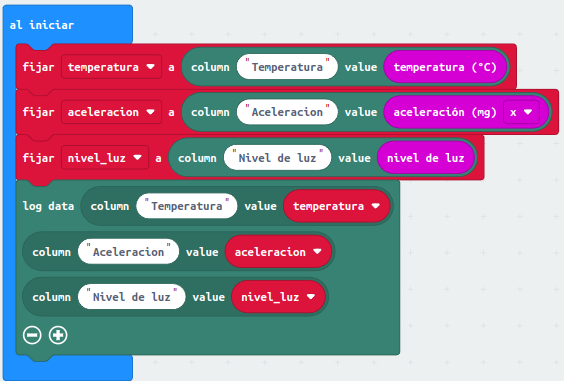 al iniciar
fijar temperatura a column "Temperatura" value temperatura (°C)
fijar aceleracion a column "Aceleracion" value aceleración (mg) x
fijar nivel_luz a column "Nivel de luz" value nivel de luz
log data column "Temperatura" value temperatura
column "Aceleracion" value aceleracion
column "Nivel de luz" value nivel_luz